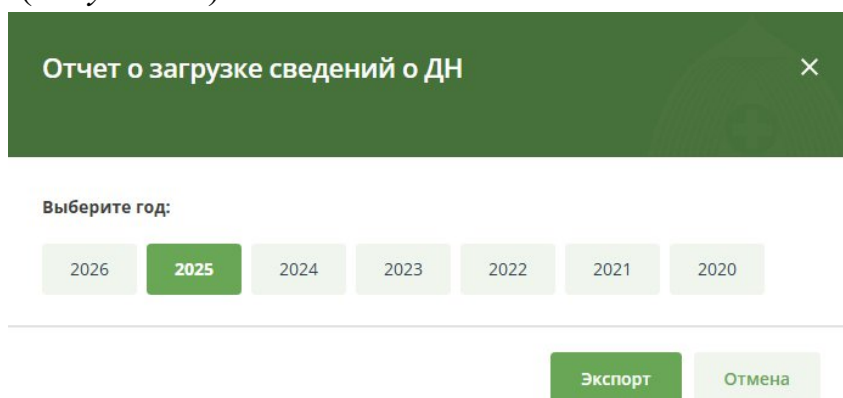 Отчет о загрузке сведений о ДН
Выберите год:
2026 2025 2024 2023 2022 2021 2020
Экспорт Отмена